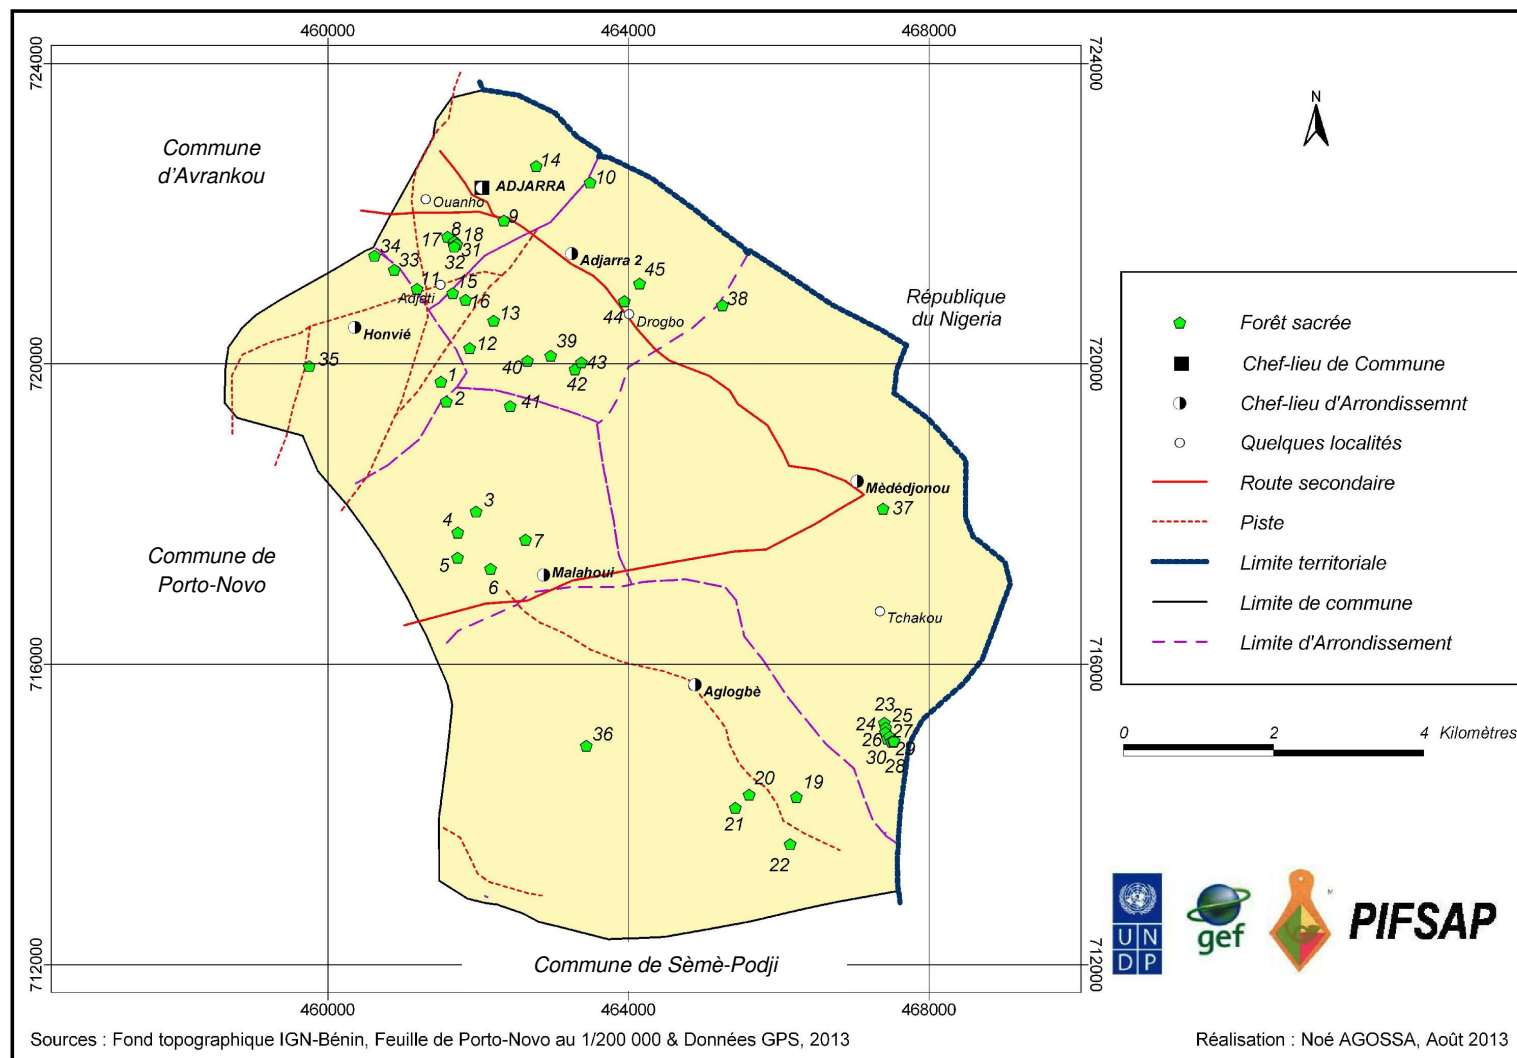 460000
464000
468000
724000
724000
N
Commune
d'Avrankou
14
10
ADJARRA
Ouanho
9
8
17
18
31
32
34
33
Adjarra 2
11
15
Adjati
16
45
République
du Nigeria
38
44
Drogbo
13
Honvié
12
39
40
43
42
35
720000
720000
1
2
41
Forêt sacrée
Chef-lieu de Commune
Chef-lieu d'Arrondissemnt
Quelques localités
Route secondaire
Piste
Limite territoriale
Limite de commune
Limite d'Arrondissement
Mèdédjonou
37
3
4
5
7
6
Malahoui
Commune de
Porto-Novo
Tchakou
716000
716000
Aglogbè
23
24
25
27
26
29
30
28
36
0
2
4
Kilomètres
20
19
21
22
U N
D P
gef
PIFSAP
712000
712000
Commune de Sèmè-Podji
460000
464000
468000
Sources : Fond topographique IGN-Bénin, Feuille de Porto-Novo au 1/200 000 & Données GPS, 2013
Réalisation : Noé AGOSSA, Août 2013